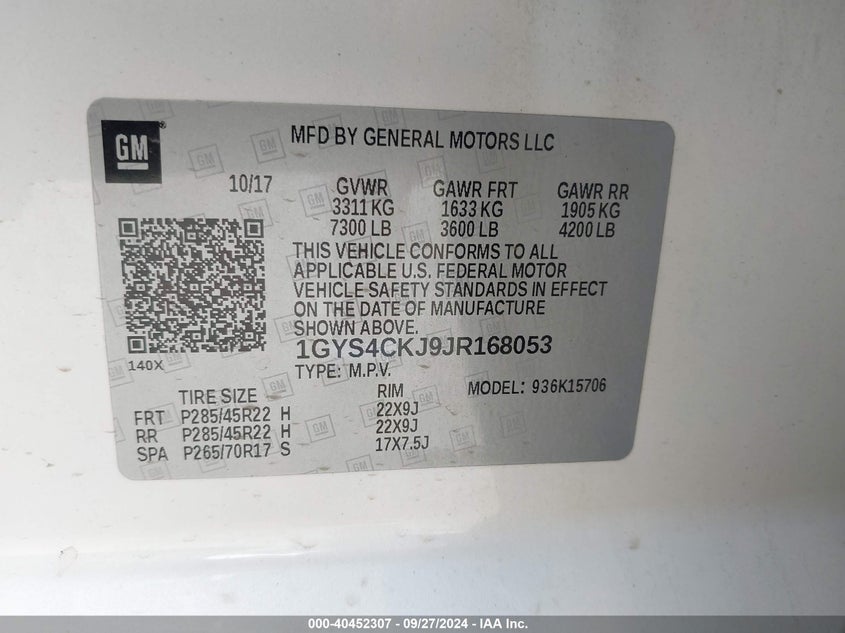 GM
MFD BY GENERAL MOTORS LLC
10/17 GVWR GAWR FRT GAWR RR
3311 KG 1633 KG 1905 KG
7300 LB 3600 LB 4200 LB
THIS VEHICLE CONFORMS TO ALL
APPLICABLE U.S. FEDERAL MOTOR
VEHICLE SAFETY STANDARDS IN EFFECT
ON THE DATE OF MANUFACTURE
SHOWN ABOVE.
1GYS4CKJ9JR168053
140X
TYPE: M.P.V. MODEL: 936K15706
TIRE SIZE RIM
FRT P285/45R22 H 22X9J
RR P285/45R22 H 22X9J
SPA P265/70R17 S 17X7.5J
000-40452307 - 09/27/2024 - IAA Inc.